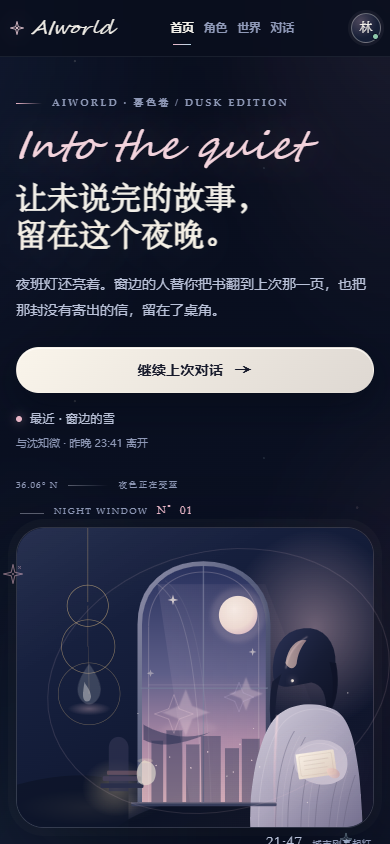 AIworld
首页 角色 世界 对话
林
AIWORLD · 暮色卷 / DUSK EDITION
Into the quiet
让未说完的故事，
留在这个夜晚。
夜班灯还亮着。窗边的人替你把书翻到上次那一页，也把
那封没有寄出的信，留在了桌角。
继续上次对话 →
最近 · 窗边的雪
与沈知微 · 昨晚 23:41 离开
36.06° N 夜色正在变蓝
NIGHT WINDOW N° 01
21:47